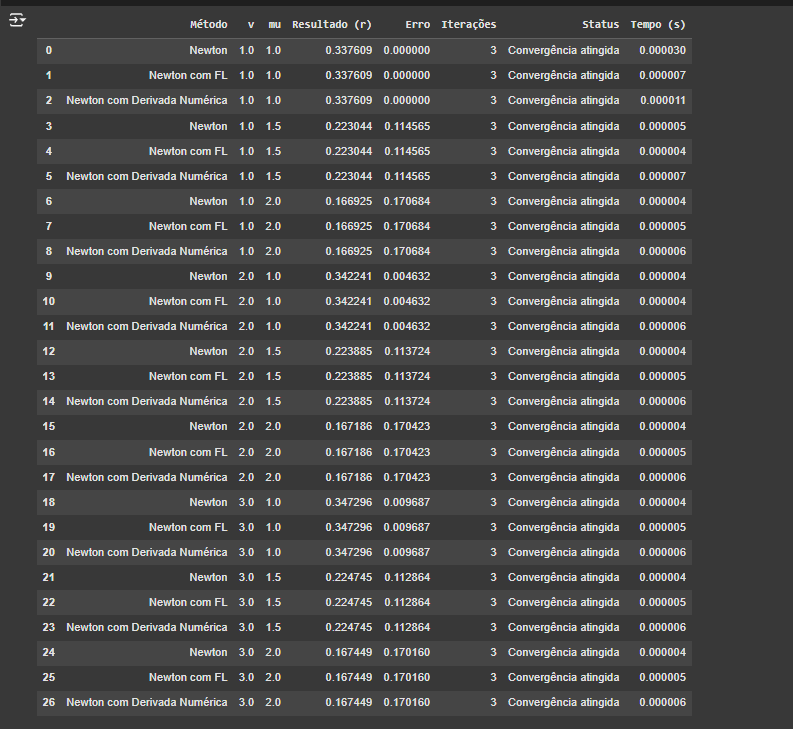 Método v mu Resultado (r) Erro Iterações Status Tempo (s)
0 Newton 1.0 1.0 0.337609 0.000000 3 Convergência atingida 0.000030
1 Newton com FL 1.0 1.0 0.337609 0.000000 3 Convergência atingida 0.000007
2 Newton com Derivada Numérica 1.0 1.0 0.337609 0.000000 3 Convergência atingida 0.000011
3 Newton 1.0 1.5 0.223044 0.114565 3 Convergência atingida 0.000005
4 Newton com FL 1.0 1.5 0.223044 0.114565 3 Convergência atingida 0.000004
5 Newton com Derivada Numérica 1.0 1.5 0.223044 0.114565 3 Convergência atingida 0.000007
6 Newton 1.0 2.0 0.166925 0.170684 3 Convergência atingida 0.000004
7 Newton com FL 1.0 2.0 0.166925 0.170684 3 Convergência atingida 0.000005
8 Newton com Derivada Numérica 1.0 2.0 0.166925 0.170684 3 Convergência atingida 0.000006
9 Newton 2.0 1.0 0.342241 0.004632 3 Convergência atingida 0.000004
10 Newton com FL 2.0 1.0 0.342241 0.004632 3 Convergência atingida 0.000004
11 Newton com Derivada Numérica 2.0 1.0 0.342241 0.004632 3 Convergência atingida 0.000006
12 Newton 2.0 1.5 0.223885 0.113724 3 Convergência atingida 0.000004
13 Newton com FL 2.0 1.5 0.223885 0.113724 3 Convergência atingida 0.000005
14 Newton com Derivada Numérica 2.0 1.5 0.223885 0.113724 3 Convergência atingida 0.000006
15 Newton 2.0 2.0 0.167186 0.170423 3 Convergência atingida 0.000004
16 Newton com FL 2.0 2.0 0.167186 0.170423 3 Convergência atingida 0.000005
17 Newton com Derivada Numérica 2.0 2.0 0.167186 0.170423 3 Convergência atingida 0.000006
18 Newton 3.0 1.0 0.347296 0.009687 3 Convergência atingida 0.000004
19 Newton com FL 3.0 1.0 0.347296 0.009687 3 Convergência atingida 0.000005
20 Newton com Derivada Numérica 3.0 1.0 0.347296 0.009687 3 Convergência atingida 0.000006
21 Newton 3.0 1.5 0.224745 0.112864 3 Convergência atingida 0.000004
22 Newton com FL 3.0 1.5 0.224745 0.112864 3 Convergência atingida 0.000005
23 Newton com Derivada Numérica 3.0 1.5 0.224745 0.112864 3 Convergência atingida 0.000006
24 Newton 3.0 2.0 0.167449 0.170160 3 Convergência atingida 0.000004
25 Newton com FL 3.0 2.0 0.167449 0.170160 3 Convergência atingida 0.000005
26 Newton com Derivada Numérica 3.0 2.0 0.167449 0.170160 3 Convergência atingida 0.000006